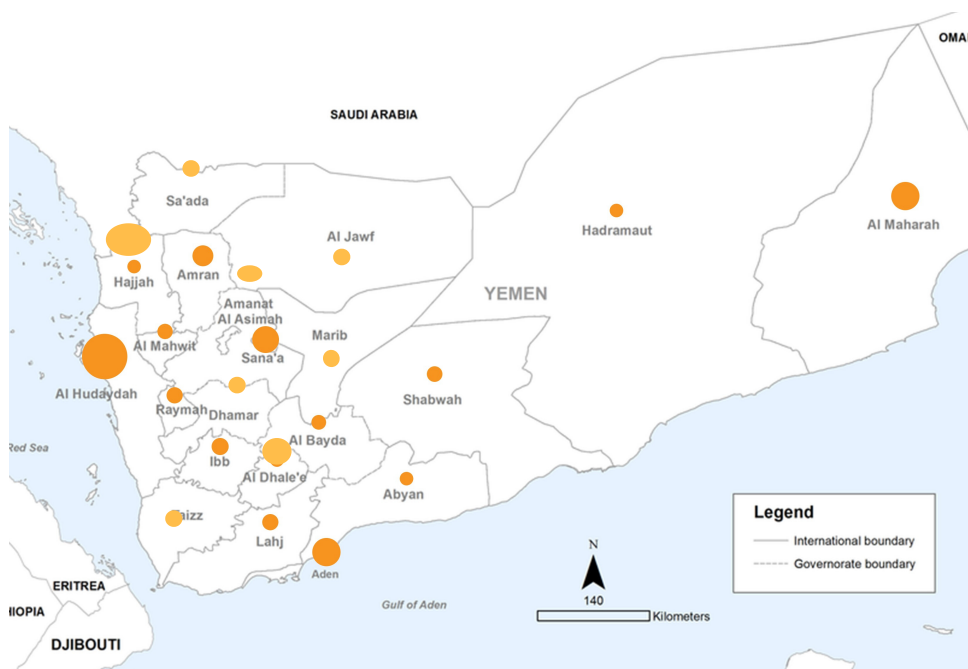 OMA
SAUDI ARABIA
Sa'ada
Al Maharah
Hadramaut
Al Jawf
Hajjah
Amran
YEMEN
Amanat
Al Asimah
Marib
Al Mahwit
Sana'a
Al Hudaydah
Shabwah
Raymah
Dhamar
Al Bayda
Red Sea
Ibb
Al Dhale'e
Abyan
aizz
Lahj
Aden
Legend
International boundary
Governorate boundary
N
140
Kilometers
ERITREA
Gulf of Aden
HIOPIA
DJIBOUTI